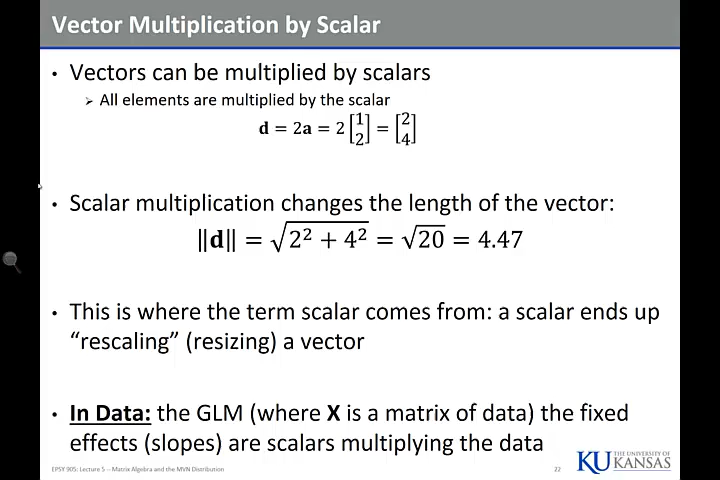 Vector Multiplication by Scalar
• Vectors can be multiplied by scalars
➢ All elements are multiplied by the scalar
d = 2a = 2 [1 2] = [2 4]
• Scalar multiplication changes the length of the vector:
‖d‖ = √(2² + 4²) = √20 = 4.47
• This is where the term scalar comes from: a scalar ends up
“rescaling” (resizing) a vector
• In Data: the GLM (where X is a matrix of data) the fixed
effects (slopes) are scalars multiplying the data
EPSY 905: Lecture 5 -- Matrix Algebra and the MVN Distribution
22
KU THE UNIVERSITY OF
KANSAS